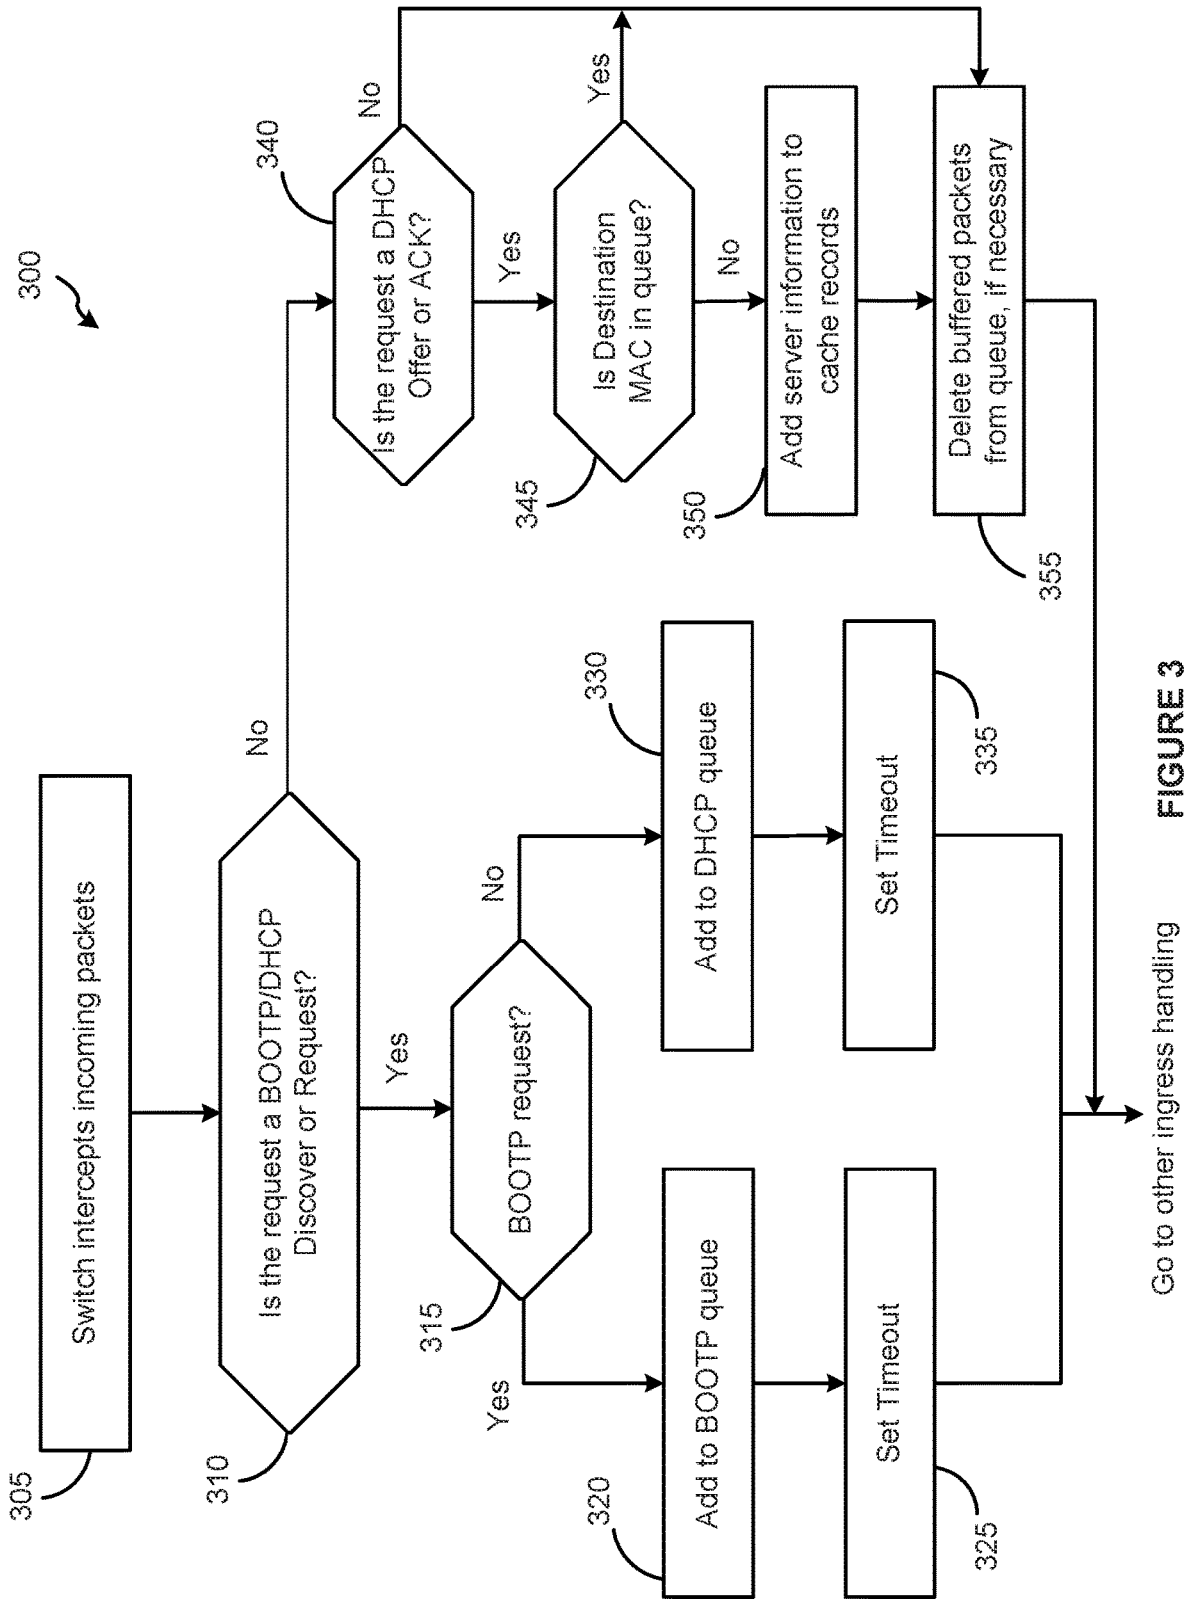 300
305
Switch intercepts incoming packets
310
Is the request a BOOTP/DHCP
Discover or Request?
No
Yes
315
BOOTP request?
Yes
No
320
Add to BOOTP queue
325
Set Timeout
330
Add to DHCP queue
335
Set Timeout
340
Is the request a DHCP
Offer or ACK?
No
Yes
345
Is Destination
MAC in queue?
Yes
No
350
Add server information to
cache records
355
Delete buffered packets
from queue, if necessary
Go to other ingress handling
FIGURE 3